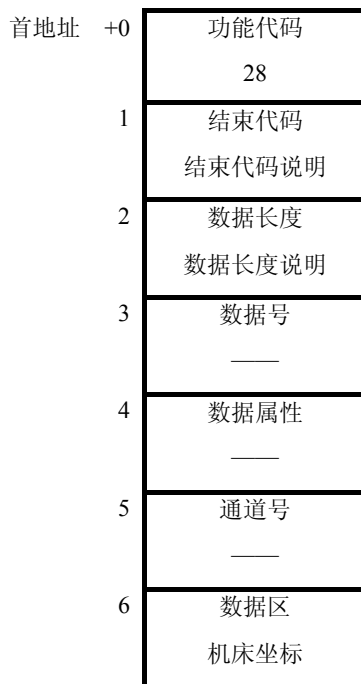 首地址 +0 功能代码
28
1 结束代码
结束代码说明
2 数据长度
数据长度说明
3 数据号
——
4 数据属性
——
5 通道号
——
6 数据区
机床坐标